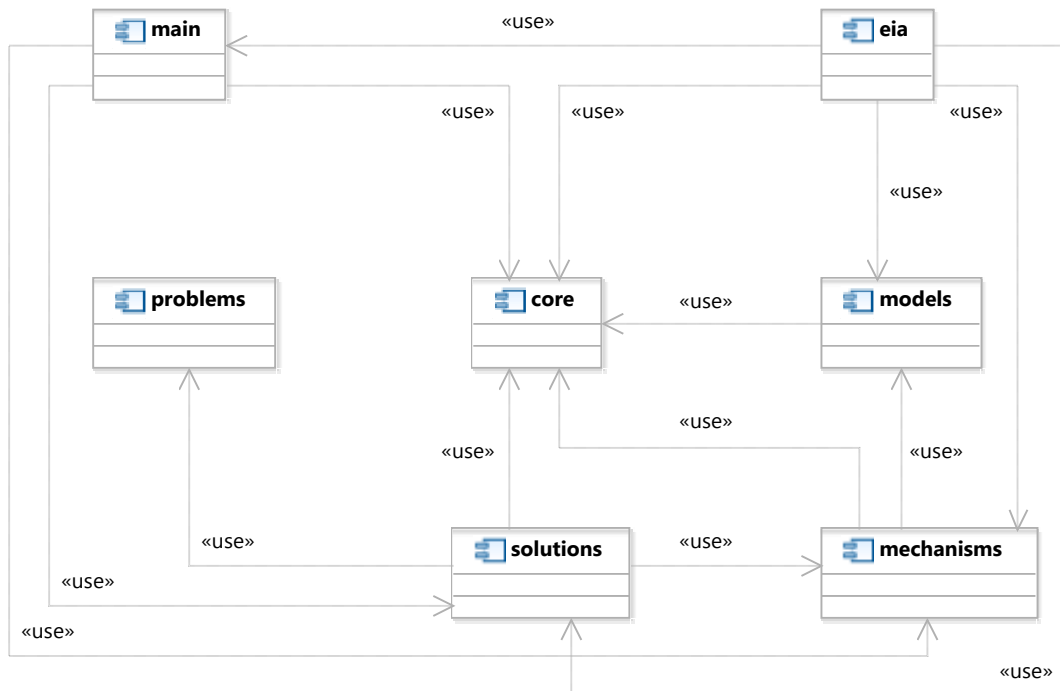 «use»
main
eia
«use»
«use»
«use»
«use»
problems
core
«use»
models
«use»
«use»
«use»
«use»
solutions
«use»
mechanisms
«use»
«use»
«use»